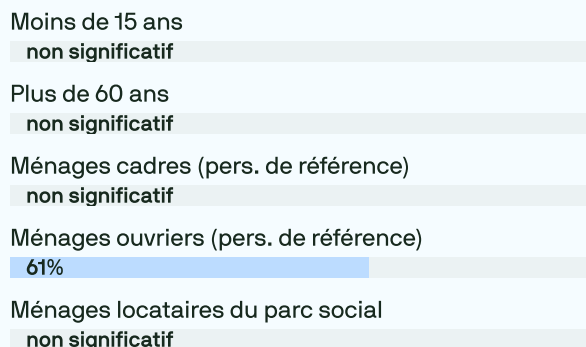 Moins de 15 ans
non significatif
Plus de 60 ans
non significatif
Ménages cadres (pers. de référence)
non significatif
Ménages ouvriers (pers. de référence)
61%
Ménages locataires du parc social
non significatif